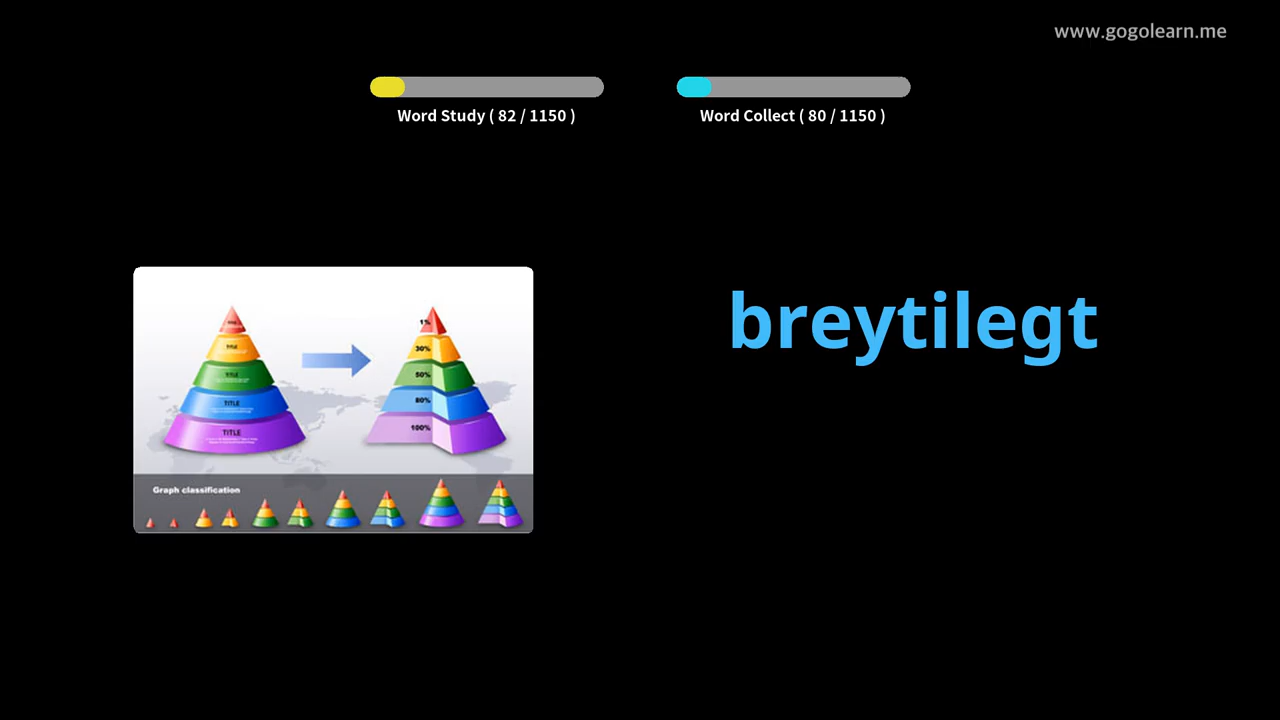 www.gogolearn.me
Word Study ( 82 / 1150 )
Word Collect ( 80 / 1150 )
breytilegt
TITLE
TITLE
TITLE
TITLE
1%
30%
50%
80%
100%
Graph classification